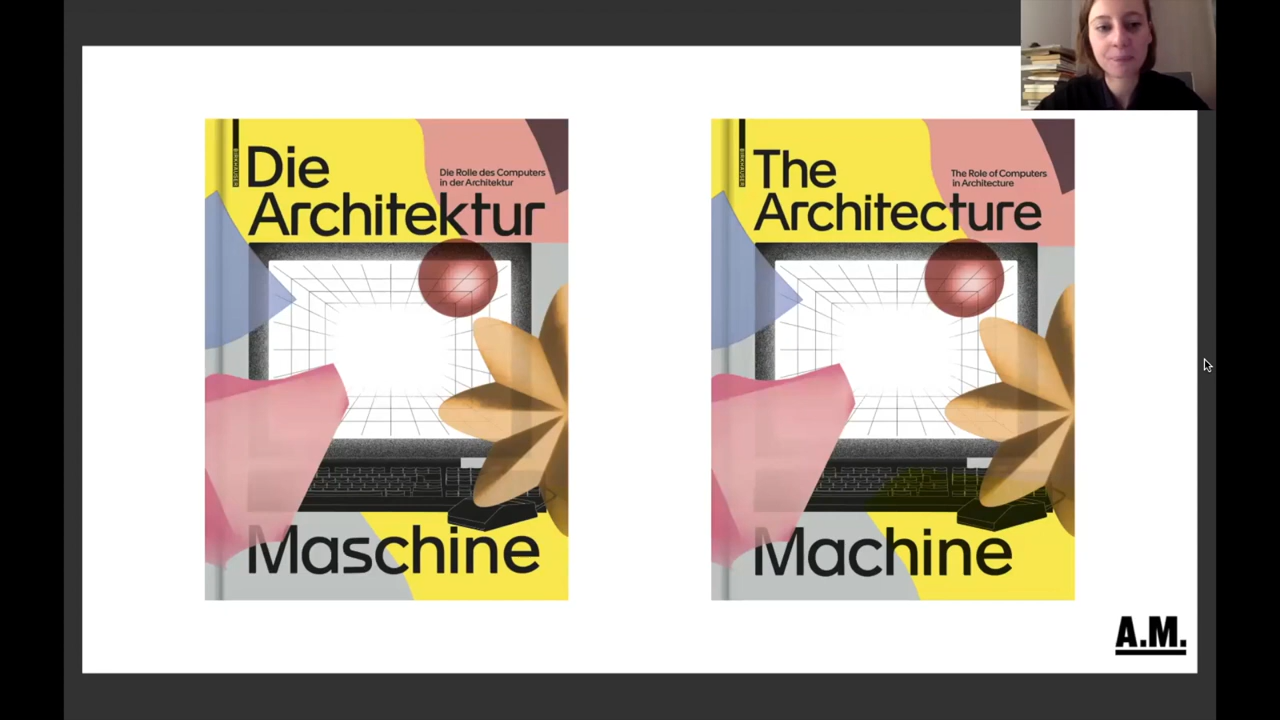 Die
Architektur
Die Rolle des Computers
in der Architektur
Maschine
The
Architecture
The Role of Computers
in Architecture
Machine
A.M.